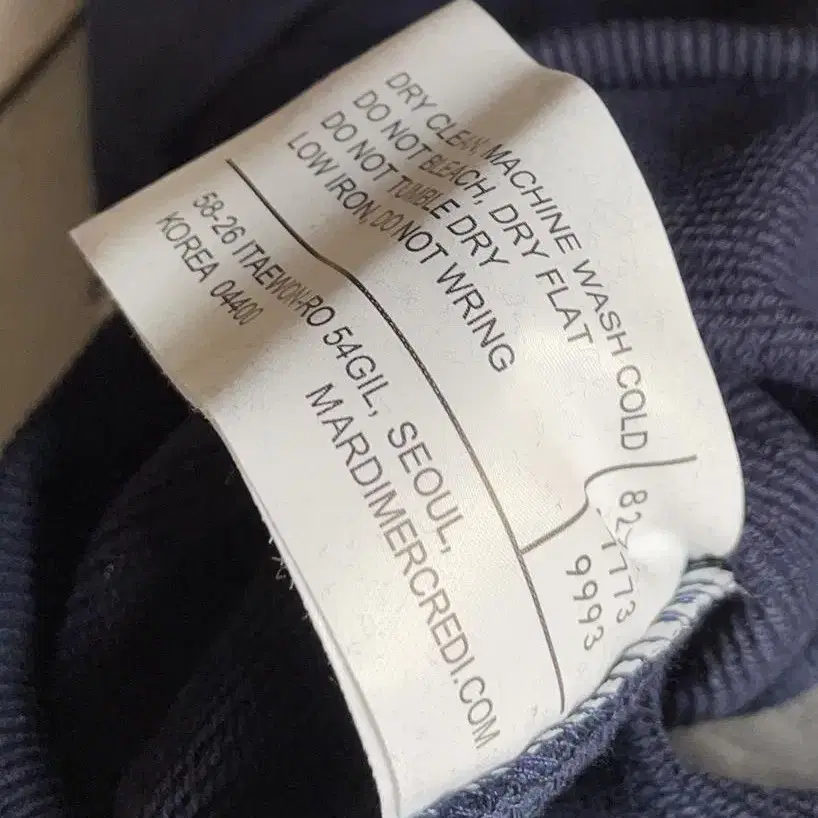 DRY CLEAN, MACHINE WASH COLD
DO NOT BLEACH, DRY FLAT
DO NOT TUMBLE DRY
LOW IRON, DO NOT WRING
82
7773
9993
58-26 ITAEWON-RO 54GIL, SEOUL,
KOREA 04400
MARDIMERCREDI.COM